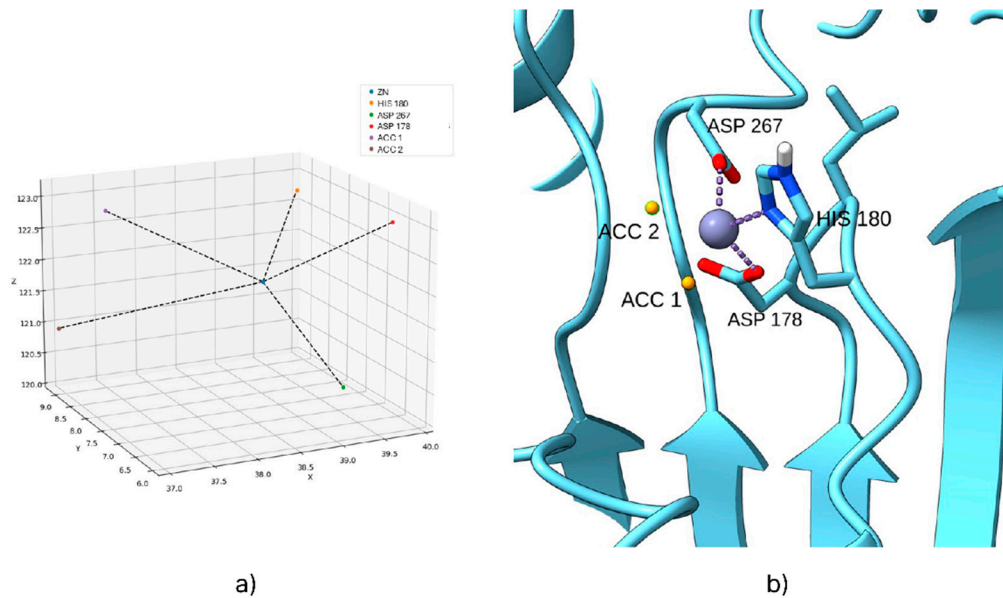 ZN
HIS 180
ASP 267
ASP 178
ACC 1
ACC 2
123.0
122.5
122.0
121.5
121.0
120.5
120.0
Z
9.0
8.5
8.0
7.5
7.0
6.5
6.0
Y
37.0
37.5
38.0
38.5
39.0
39.5
40.0
X
a)
ASP 267
HIS 180
ACC 2
ACC 1
ASP 178
b)